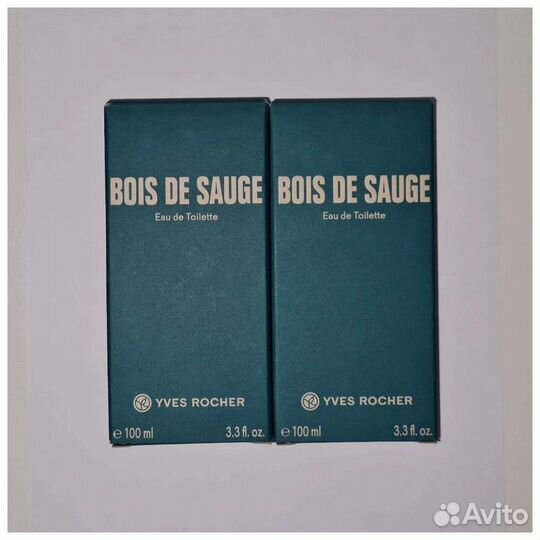 BOIS DE SAUGE
Eau de Toilette
YVES ROCHER
e 100 ml 3.3 fl. oz.
BOIS DE SAUGE
Eau de Toilette
YVES ROCHER
e 100 ml 3.3 fl. oz.
Avito